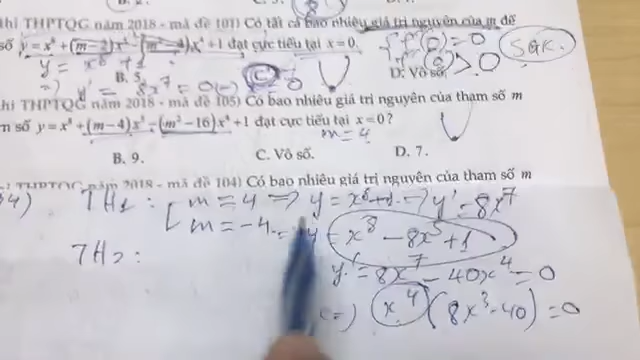 thi THPTQG năm 2018 - mã đề 101) Có tất cả bao nhiêu giá trị nguyên của m để
số y = x⁸ + (m−2)x⁵ − (m²−4)x⁴ + 1 đạt cực tiểu tại x = 0.
f'(0) = 0
SGK.
y = x⁸ + 1
B. 5.
D. Vô số.
f''(0) > 0
y' = 8x⁷ = 0
thi THPTQG năm 2018 - mã đề 105) Có bao nhiêu giá trị nguyên của tham số m
m số y = x⁸ + (m−4)x⁵ − (m²−16)x⁴ + 1 đạt cực tiểu tại x = 0?
m = 4
B. 9. C. Vô số. D. 7.
THPTQG năm 2018 - mã đề 104) Có bao nhiêu giá trị nguyên của tham số m
TH1: [ m = 4 => y = x⁸+1 => y' = 8x⁷
m = −4 => y = x⁸ − 8x⁵ + 1
TH2:
y' = 8x⁷ − 40x⁴ = 0
<=> x⁴(8x³−40) = 0